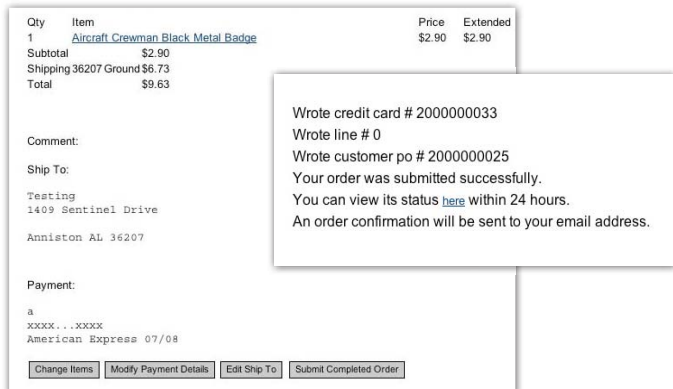 Qty Item Price Extended
1 Aircraft Crewman Black Metal Badge $2.90 $2.90
Subtotal $2.90
Shipping 36207 Ground $6.73
Total $9.63
Comment:
Ship To:
Testing
1409 Sentinel Drive
Anniston AL 36207
Payment:
a
xxxx...xxxx
American Express 07/08
Change Items Modify Payment Details Edit Ship To Submit Completed Order
Wrote credit card # 2000000033
Wrote line # 0
Wrote customer po # 2000000025
Your order was submitted successfully.
You can view its status here within 24 hours.
An order confirmation will be sent to your email address.